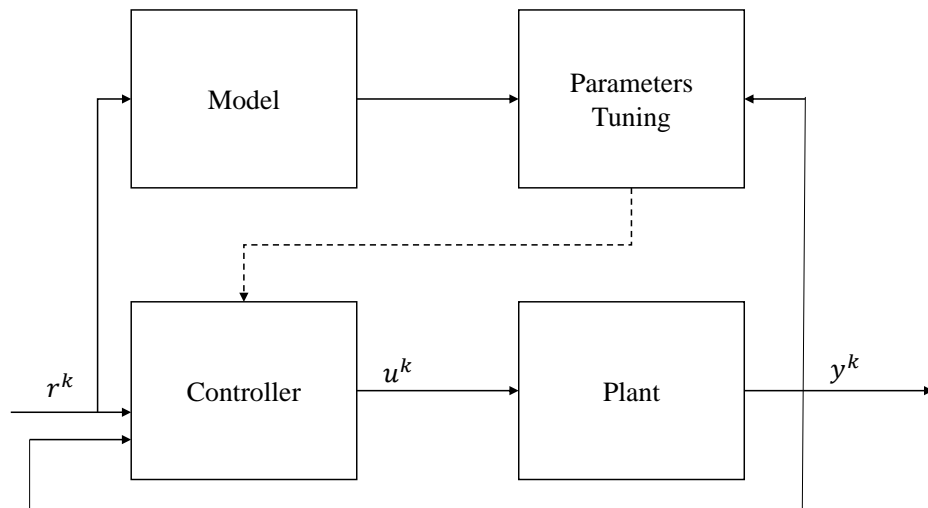 Model
Parameters
Tuning
r^k
Controller
u^k
Plant
y^k